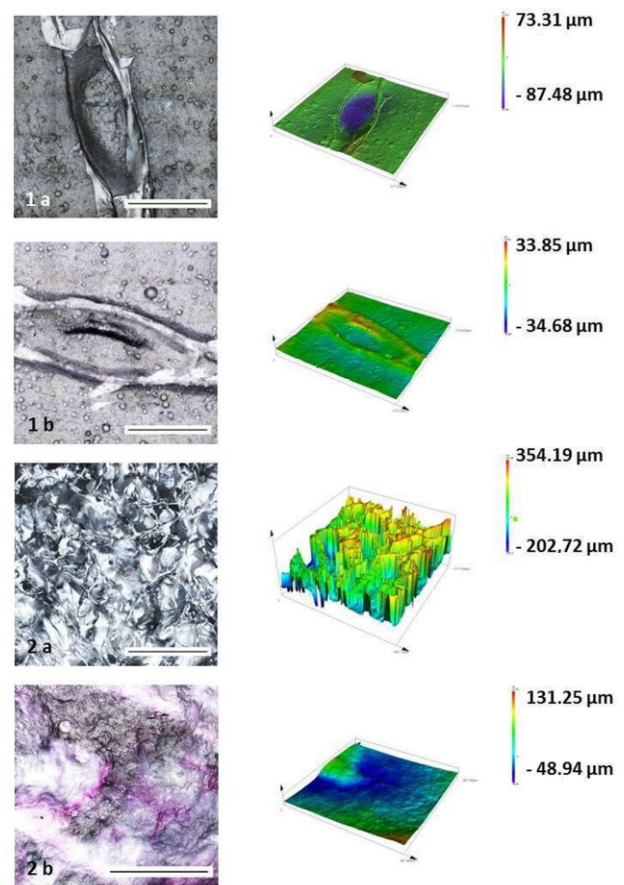 73.31 µm
- 87.48 µm
1 a
33.85 µm
- 34.68 µm
1 b
354.19 µm
- 202.72 µm
2 a
131.25 µm
- 48.94 µm
2 b